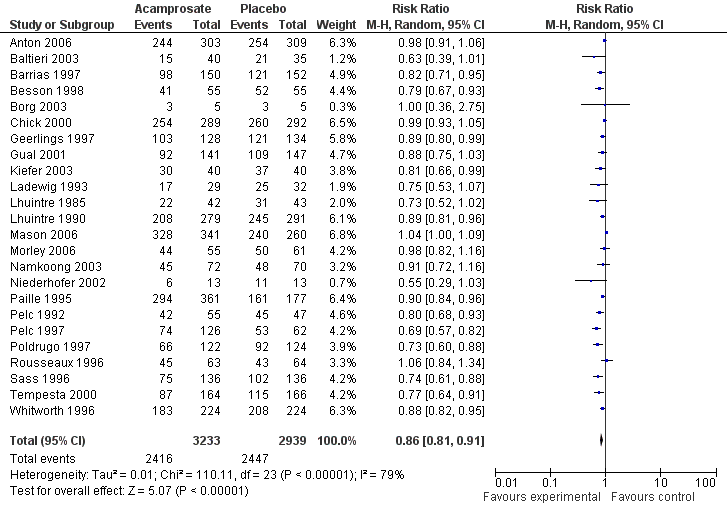 Acamprosate Placebo Risk Ratio Risk Ratio
Study or Subgroup Events Total Events Total Weight M-H, Random, 95% CI M-H, Random, 95% CI
Anton 2006 244 303 254 309 6.3% 0.98 [0.91, 1.06]
Baltieri 2003 15 40 21 35 1.3% 0.63 [0.39, 1.01]
Barrias 1997 98 150 121 152 5.1% 0.82 [0.71, 0.95]
Besson 1998 41 55 52 55 4.6% 0.79 [0.67, 0.93]
Borg 2003 3 5 3 5 0.3% 1.00 [0.36, 2.75]
Chick 2000 254 289 260 292 6.6% 0.99 [0.93, 1.05]
Geerlings 1997 103 128 121 134 5.8% 0.89 [0.80, 0.99]
Gual 2001 92 141 109 147 4.8% 0.88 [0.75, 1.03]
Kiefer 2003 30 40 37 40 3.9% 0.81 [0.66, 0.99]
Ladewig 1993 17 29 25 32 2.0% 0.75 [0.53, 1.07]
Lhuintre 1985 22 42 31 43 2.1% 0.73 [0.52, 1.02]
Lhuintre 1990 208 279 245 291 6.1% 0.89 [0.81, 0.96]
Mason 2006 328 341 240 260 6.8% 1.04 [1.00, 1.09]
Morley 2006 44 55 50 61 4.2% 0.98 [0.82, 1.16]
Namkoong 2003 45 72 48 70 3.2% 0.91 [0.72, 1.16]
Niederhofer 2002 6 13 11 13 0.8% 0.55 [0.29, 1.03]
Paille 1995 294 361 161 177 6.5% 0.90 [0.84, 0.96]
Pelc 1992 42 55 45 47 4.7% 0.80 [0.68, 0.93]
Pelc 1997 74 126 53 62 4.2% 0.69 [0.57, 0.82]
Poldrugo 1997 66 122 92 124 4.0% 0.73 [0.60, 0.88]
Rousseaux 1996 45 63 43 64 3.3% 1.06 [0.84, 1.34]
Sass 1996 75 136 102 136 4.2% 0.74 [0.61, 0.88]
Tempesta 2000 87 164 115 166 4.4% 0.77 [0.64, 0.91]
Whitworth 1996 183 224 208 224 6.3% 0.88 [0.82, 0.95]
Total (95% CI) 3233 2939 100.0% 0.86 [0.81, 0.91]
Total events 2416 2447
Heterogeneity: Tau² = 0.01; Chi² = 110.11, df = 23 (P < 0.00001); I² = 79%
Test for overall effect: Z = 5.07 (P < 0.00001)
0.01 0.1 1 10 100
Favours experimental Favours control